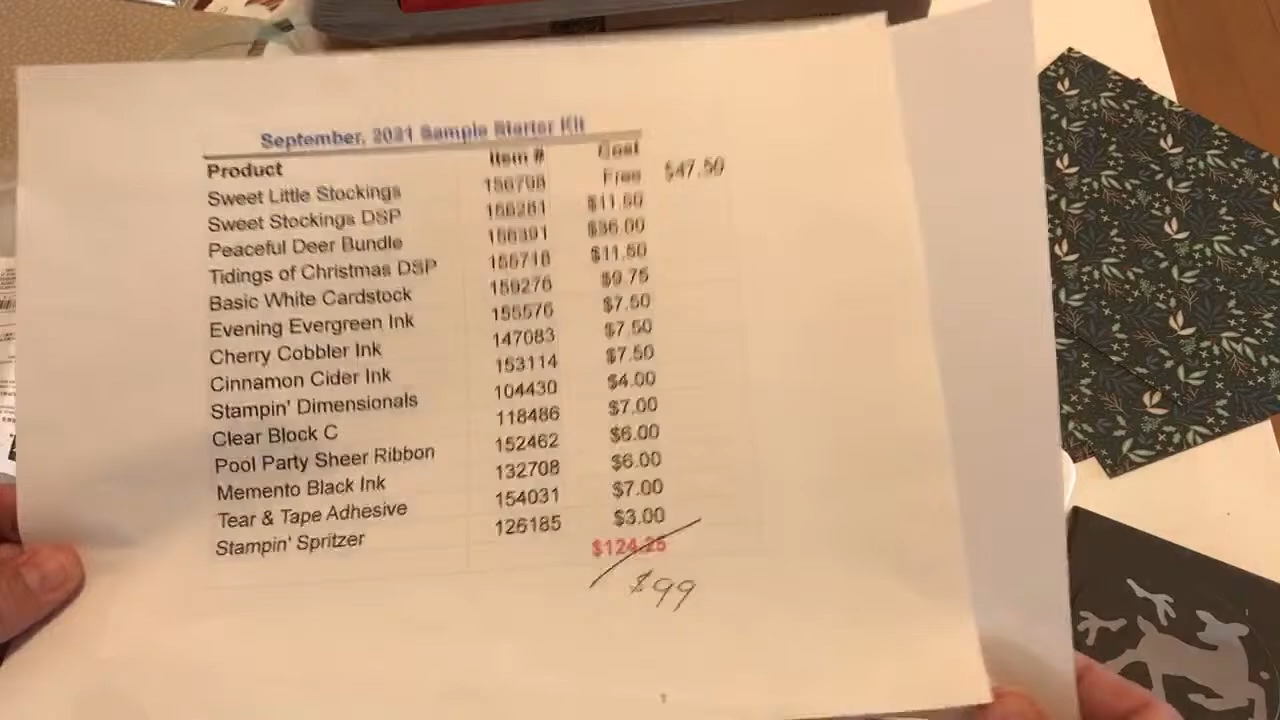 September, 2021 Sample Starter Kit
Product Item # Cost
Sweet Little Stockings 156798 Free $47.50
Sweet Stockings DSP 156281 $11.50
Peaceful Deer Bundle 156391 $36.00
Tidings of Christmas DSP 156718 $11.50
Basic White Cardstock 159276 $9.75
Evening Evergreen Ink 155576 $7.50
Cherry Cobbler Ink 147083 $7.50
Cinnamon Cider Ink 153114 $7.50
Stampin' Dimensionals 104430 $4.00
Clear Block C 118486 $7.00
Pool Party Sheer Ribbon 152462 $6.00
Memento Black Ink 132708 $6.00
Tear & Tape Adhesive 154031 $7.00
Stampin' Spritzer 126185 $3.00
$124.25
$99
1